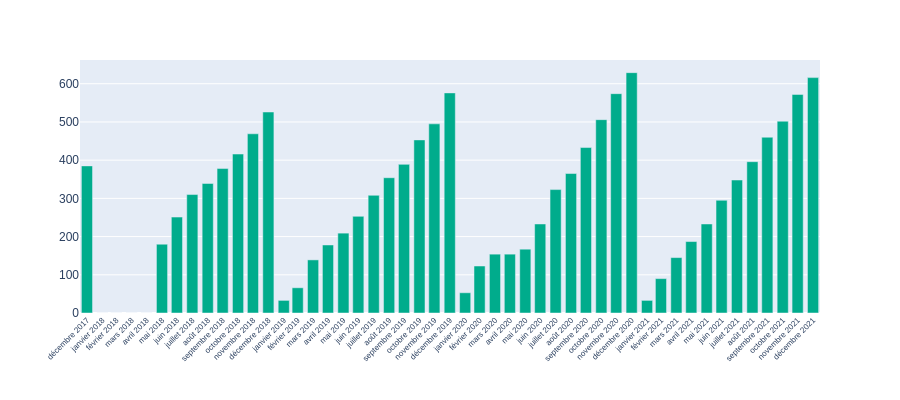 600
500
400
300
200
100
0
décembre 2017
janvier 2018
février 2018
mars 2018
avril 2018
mai 2018
juin 2018
juillet 2018
août 2018
septembre 2018
octobre 2018
novembre 2018
décembre 2018
janvier 2019
février 2019
mars 2019
avril 2019
mai 2019
juin 2019
juillet 2019
août 2019
septembre 2019
octobre 2019
novembre 2019
décembre 2019
janvier 2020
février 2020
mars 2020
avril 2020
mai 2020
juin 2020
juillet 2020
août 2020
septembre 2020
octobre 2020
novembre 2020
décembre 2020
janvier 2021
février 2021
mars 2021
avril 2021
mai 2021
juin 2021
juillet 2021
août 2021
septembre 2021
octobre 2021
novembre 2021
décembre 2021